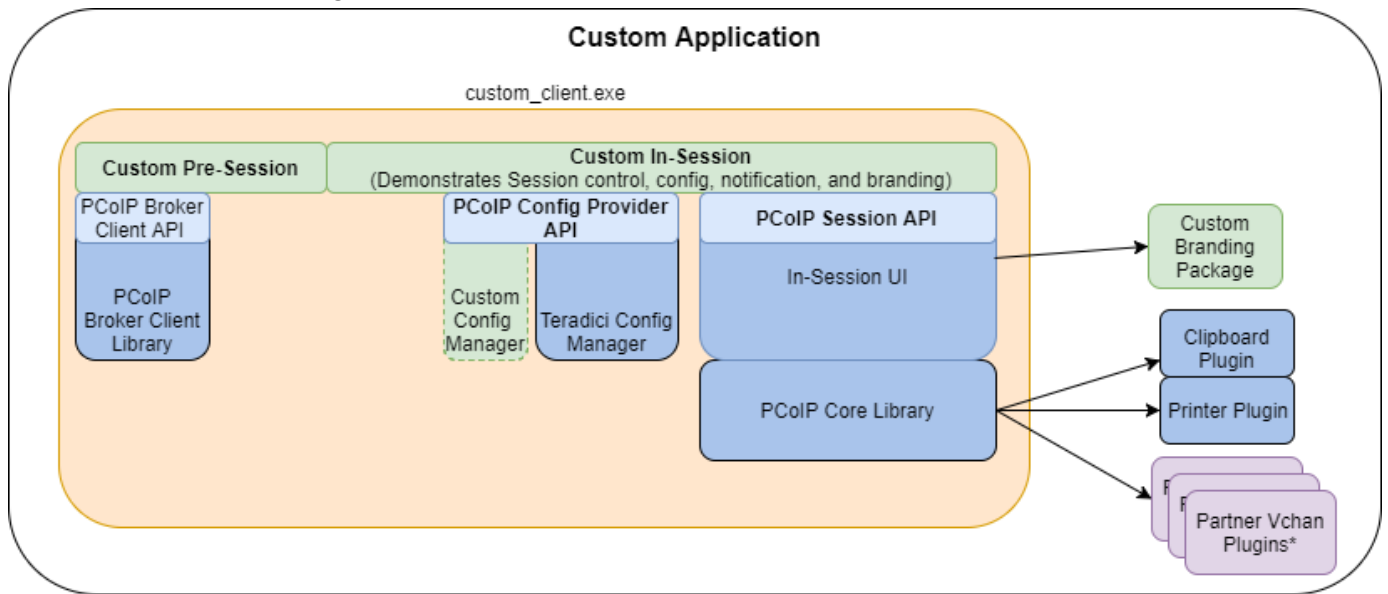 Custom Application
custom_client.exe
Custom Pre-Session
Custom In-Session
(Demonstrates Session control, config, notification, and branding)
PCoIP Broker
Client API
PCoIP
Broker Client
Library
PCoIP Config Provider
API
Custom
Config
Manager
Teradici Config
Manager
PCoIP Session API
In-Session UI
PCoIP Core Library
Custom
Branding
Package
Clipboard
Plugin
Printer Plugin
Partner Vchan
Plugins*